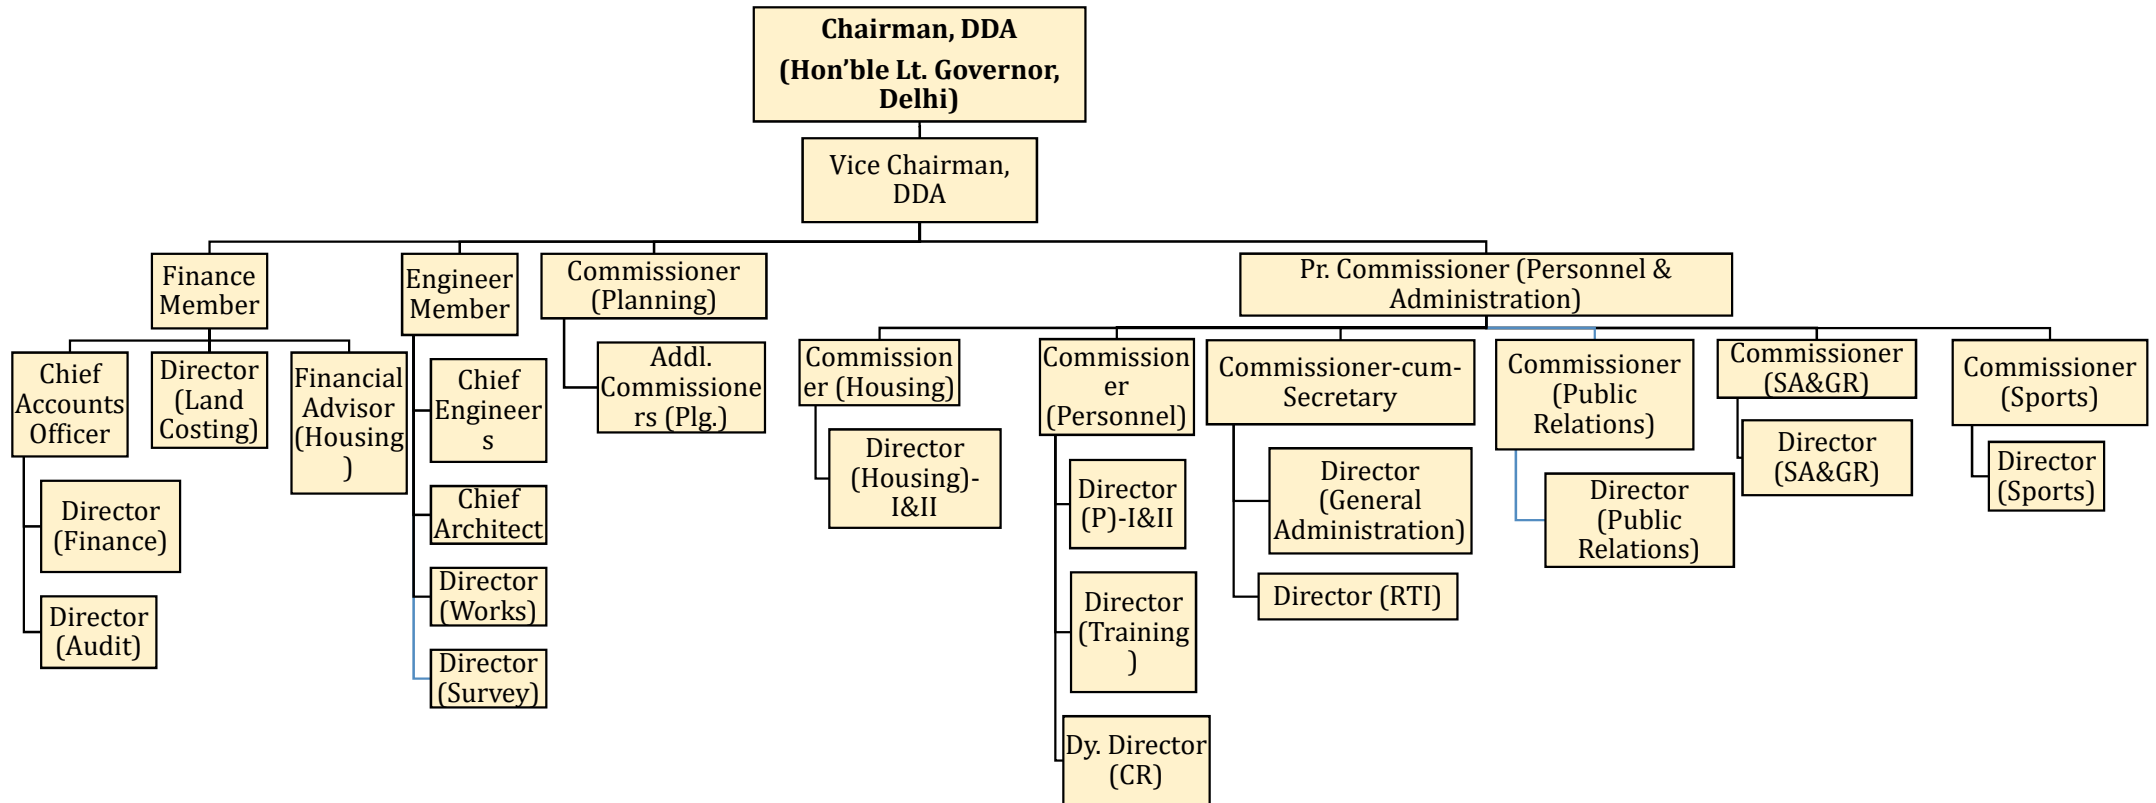 Chairman, DDA
(Hon’ble Lt. Governor,
Delhi)
Vice Chairman,
DDA
Finance
Member
Engineer
Member
Commissioner
(Planning)
Pr. Commissioner (Personnel &
Administration)
Chief
Accounts
Officer
Director
(Land
Costing)
Financial
Advisor
(Housing
)
Director
(Finance)
Director
(Audit)
Chief
Engineer
s
Chief
Architect
Director
(Works)
Director
(Survey)
Addl.
Commissione
rs (Plg.)
Commission
er (Housing)
Director
(Housing)-
I&II
Commission
er
(Personnel)
Director
(P)-I&II
Director
(Training
)
Dy. Director
(CR)
Commissioner-cum-
Secretary
Director
(General
Administration)
Director (RTI)
Commissioner
(Public
Relations)
Director
(Public
Relations)
Commissioner
(SA&GR)
Director
(SA&GR)
Commissioner
(Sports)
Director
(Sports)